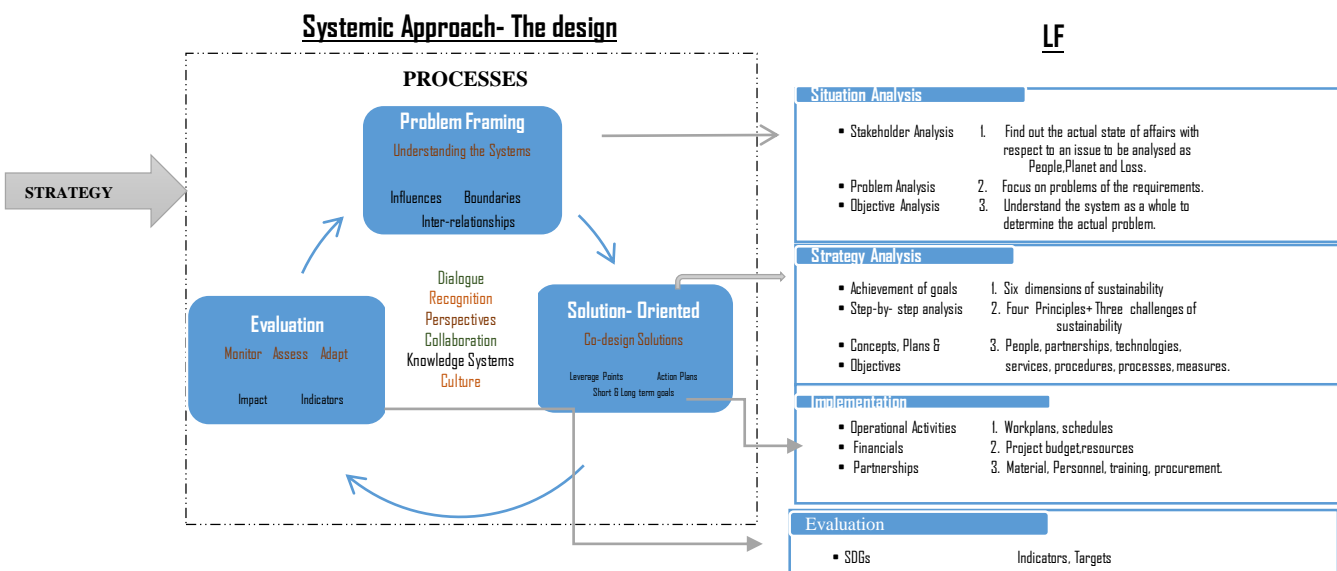 Systemic Approach- The design
LF
STRATEGY
PROCESSES
Problem Framing
Understanding the Systems
Influences Boundaries
Inter-relationships
Dialogue
Recognition
Perspectives
Collaboration
Knowledge Systems
Culture
Evaluation
Monitor Assess Adapt
Impact Indicators
Solution- Oriented
Co-design Solutions
Leverage Points Action Plans
Short & Long term goals
Situation Analysis
▪ Stakeholder Analysis 1. Find out the actual state of affairs with
respect to an issue to be analysed as
People,Planet and Loss.
▪ Problem Analysis 2. Focus on problems of the requirements.
▪ Objective Analysis 3. Understand the system as a whole to
determine the actual problem.
Strategy Analysis
▪ Achievement of goals 1. Six dimensions of sustainability
▪ Step-by- step analysis 2. Four Principles+ Three challenges of
sustainability
▪ Concepts, Plans & 3. People, partnerships, technologies,
▪ Objectives services, procedures, processes, measures.
Implementation
▪ Operational Activities 1. Workplans, schedules
▪ Financials 2. Project budget,resources
▪ Partnerships 3. Material, Personnel, training, procurement.
Evaluation
▪ SDGs Indicators, Targets